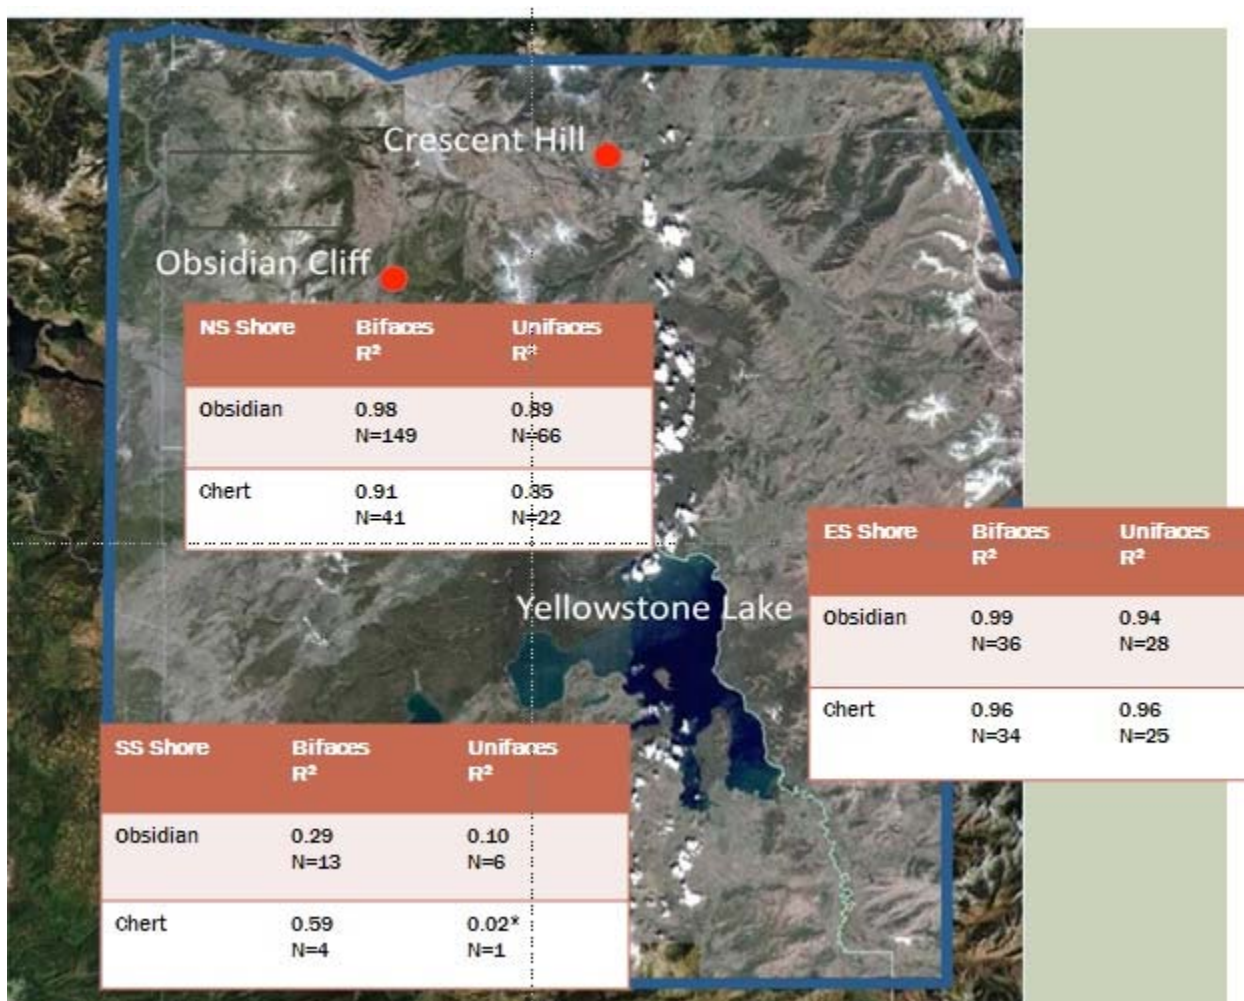 Crescent Hill
Obsidian Cliff
NS Shore Bifaces Unifaces
R² R²
Obsidian 0.98 0.89
N=149 N=66
Chert 0.91 0.85
N=41 N=22
ES Shore Bifaces Unifaces
R² R²
Obsidian 0.99 0.94
N=36 N=28
Chert 0.96 0.96
N=34 N=25
Yellowstone Lake
SS Shore Bifaces Unifaces
R² R²
Obsidian 0.29 0.10
N=13 N=6
Chert 0.59 0.02*
N=4 N=1